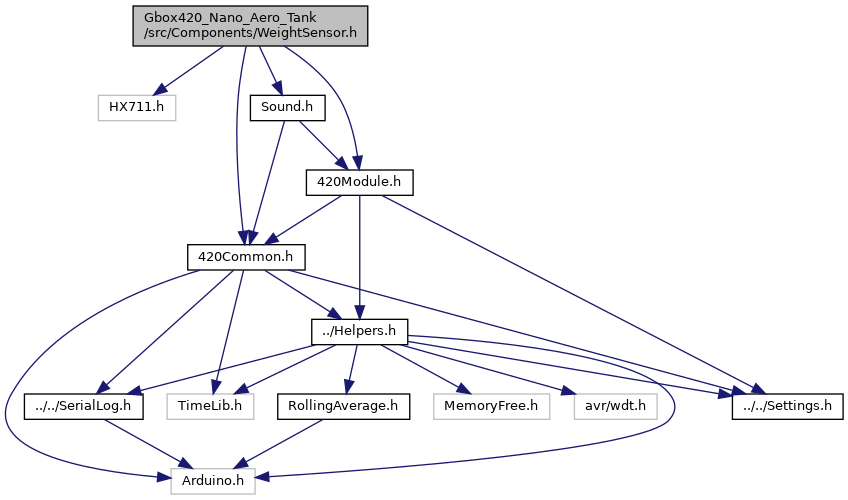 Gbox420_Nano_Aero_Tank
/src/Components/WeightSensor.h
HX711.h
Sound.h
420Module.h
420Common.h
../Helpers.h
../../SerialLog.h
TimeLib.h
RollingAverage.h
MemoryFree.h
avr/wdt.h
../../Settings.h
Arduino.h